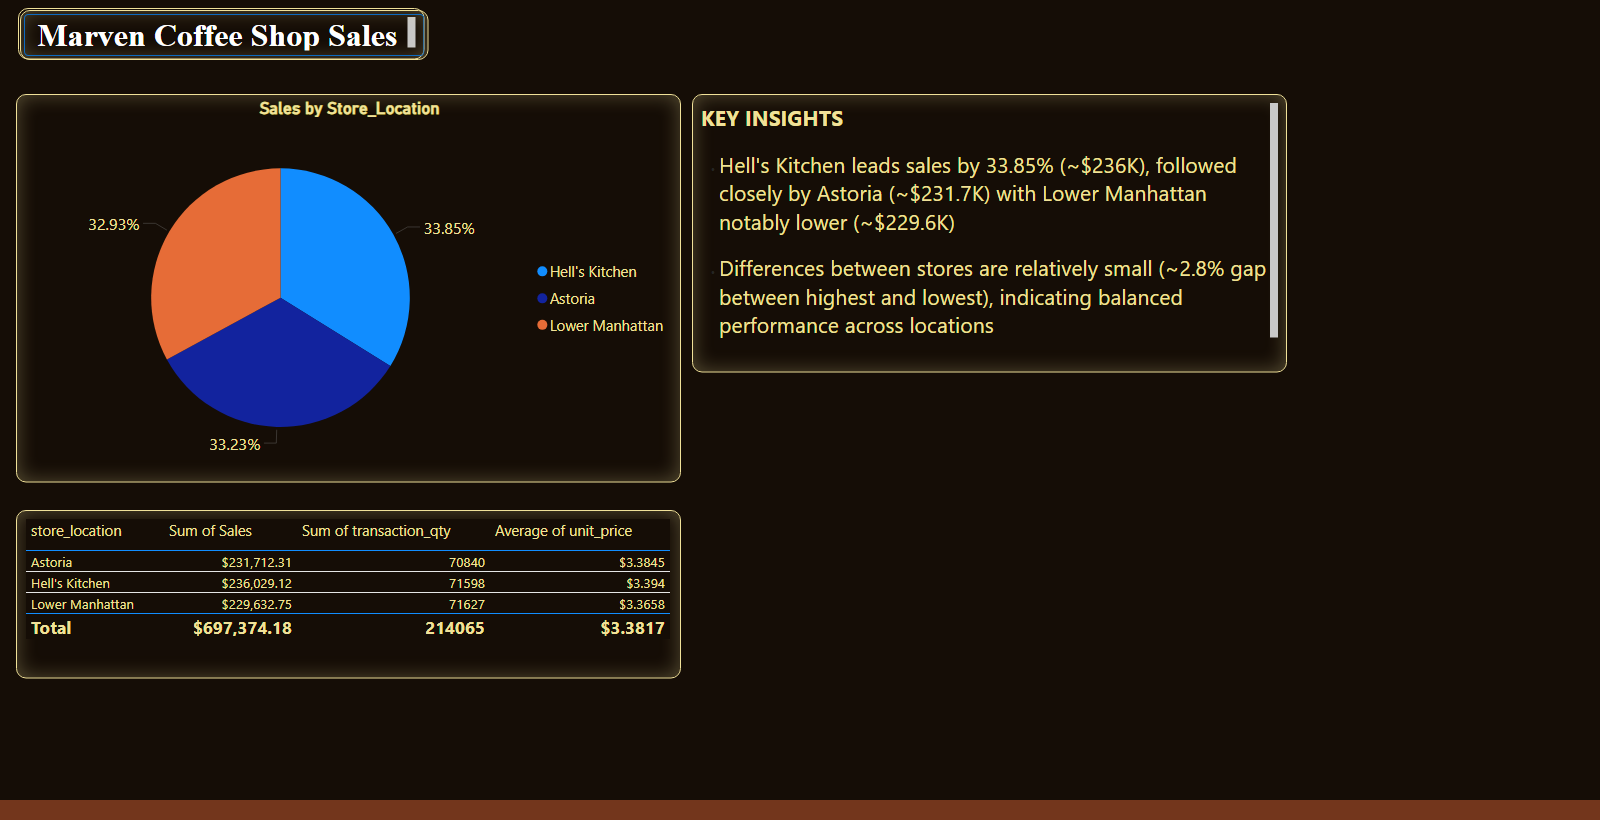 Marven Coffee Shop Sales
Sales by Store_Location
32.93%
33.85%
33.23%
Hell's Kitchen
Astoria
Lower Manhattan
KEY INSIGHTS
Hell's Kitchen leads sales by 33.85% (~$236K), followed
closely by Astoria (~$231.7K) with Lower Manhattan
notably lower (~$229.6K)
Differences between stores are relatively small (~2.8% gap
between highest and lowest), indicating balanced
performance across locations
store_location Sum of Sales Sum of transaction_qty Average of unit_price
Astoria $231,712.31 70840 $3.3845
Hell's Kitchen $236,029.12 71598 $3.394
Lower Manhattan $229,632.75 71627 $3.3658
Total $697,374.18 214065 $3.3817